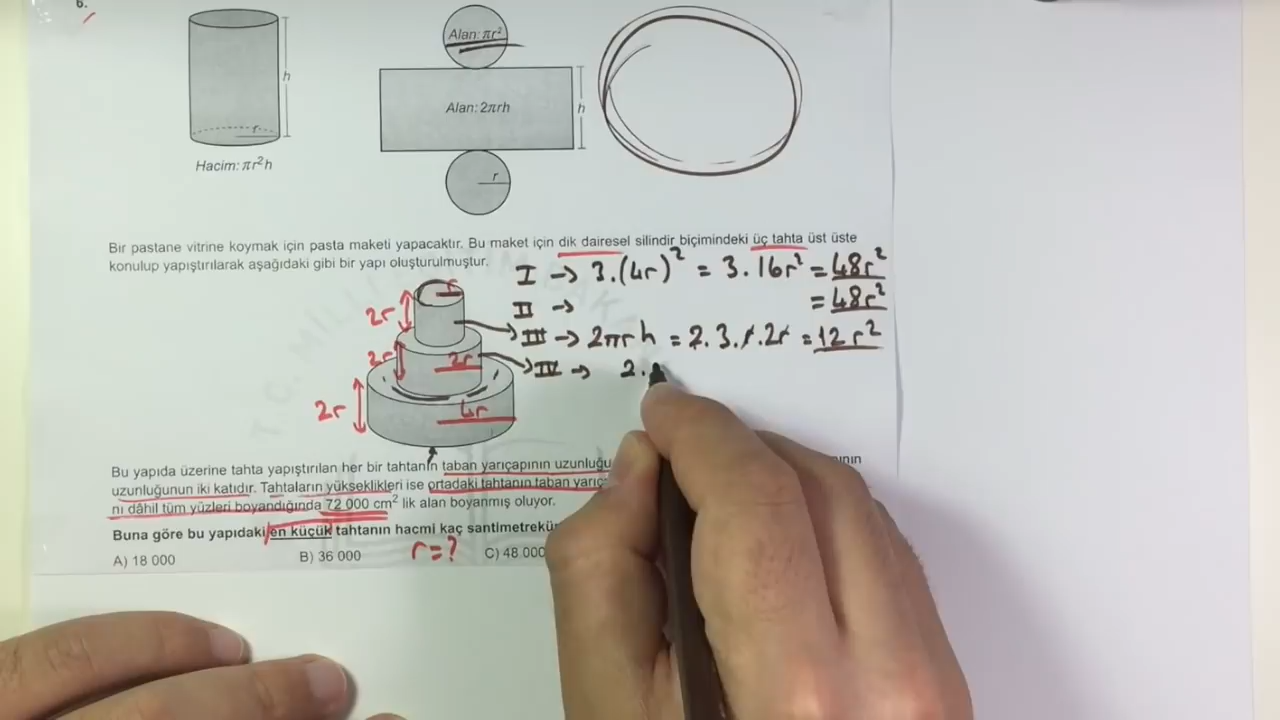 6.
Alan: πr²
h
Alan: 2πrh
h
r
r
Hacim: πr²h
Bir pastane vitrine koymak için pasta maketi yapacaktır. Bu maket için dik dairesel silindir biçimindeki üç tahta üst üste
konulup yapıştırılarak aşağıdaki gibi bir yapı oluşturulmuştur.
I → 3.(4r)² = 3.16r² = 48r²
II → = 48r²
III → 2πrh = 2.3.r.2r = 12r²
IV → 2.
r
2r
2r
2r
2r
4r
Bu yapıda üzerine tahta yapıştırılan her bir tahtanın taban yarıçapının uzunluğu
uzunluğunun iki katıdır. Tahtaların yükseklikleri ise ortadaki tahtanın taban
nı dâhil tüm yüzleri boyandığında 72 000 cm² lik alan boyanmış oluyor.
Buna göre bu yapıdaki en küçük tahtanın hacmi kaç
A) 18 000 B) 36 000 r=? C) 48 000